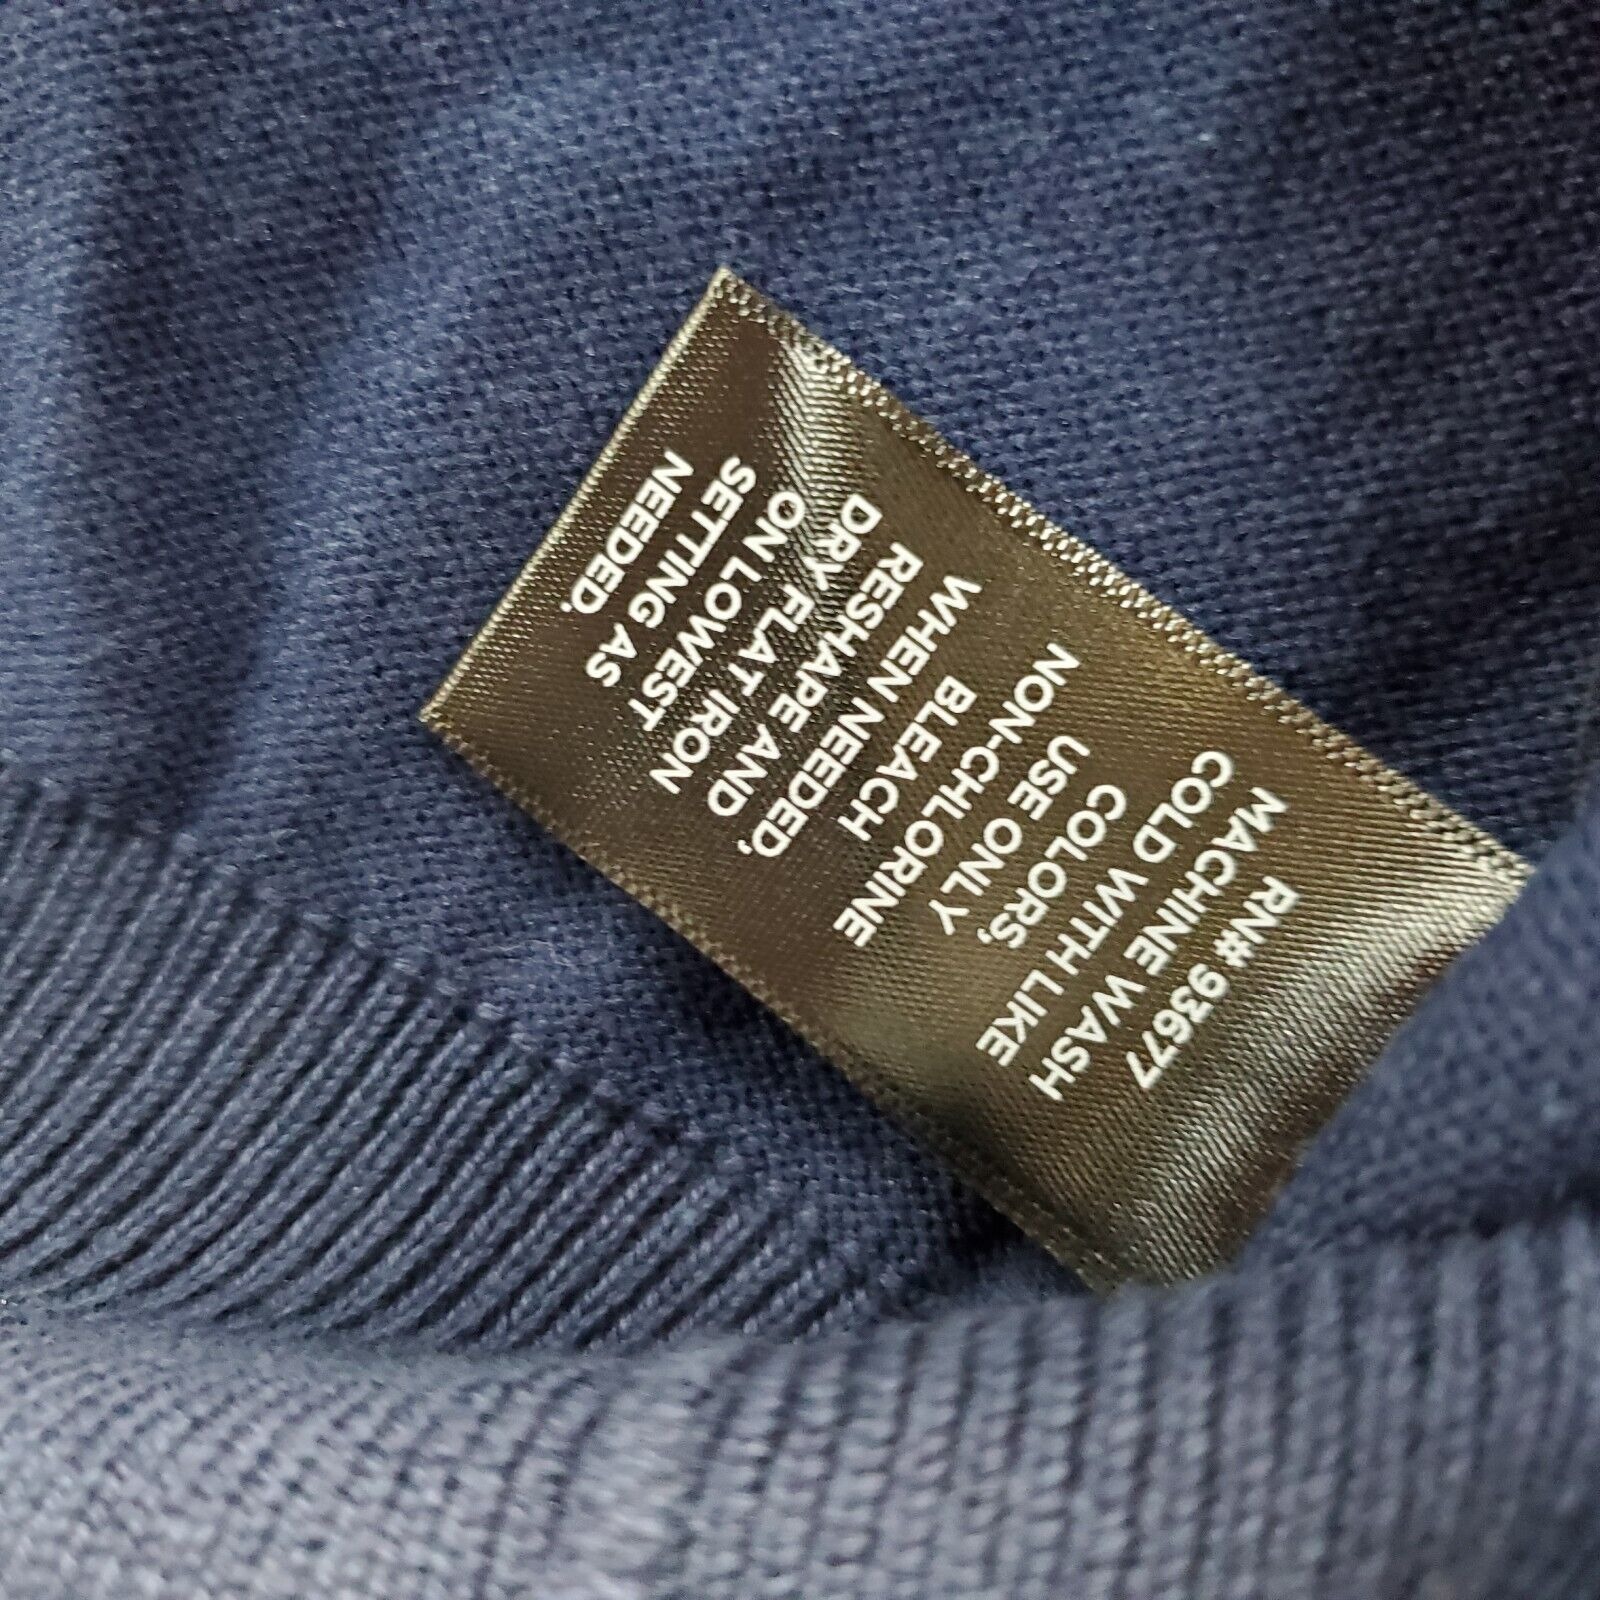 RN# 93677
MACHINE WASH
COLD WITH LIKE
COLORS,
USE ONLY
NON-CHLORINE
BLEACH
WHEN NEEDED,
RESHAPE AND
DRY FLAT IRON
ON LOWEST
SETTING AS
NEEDED.